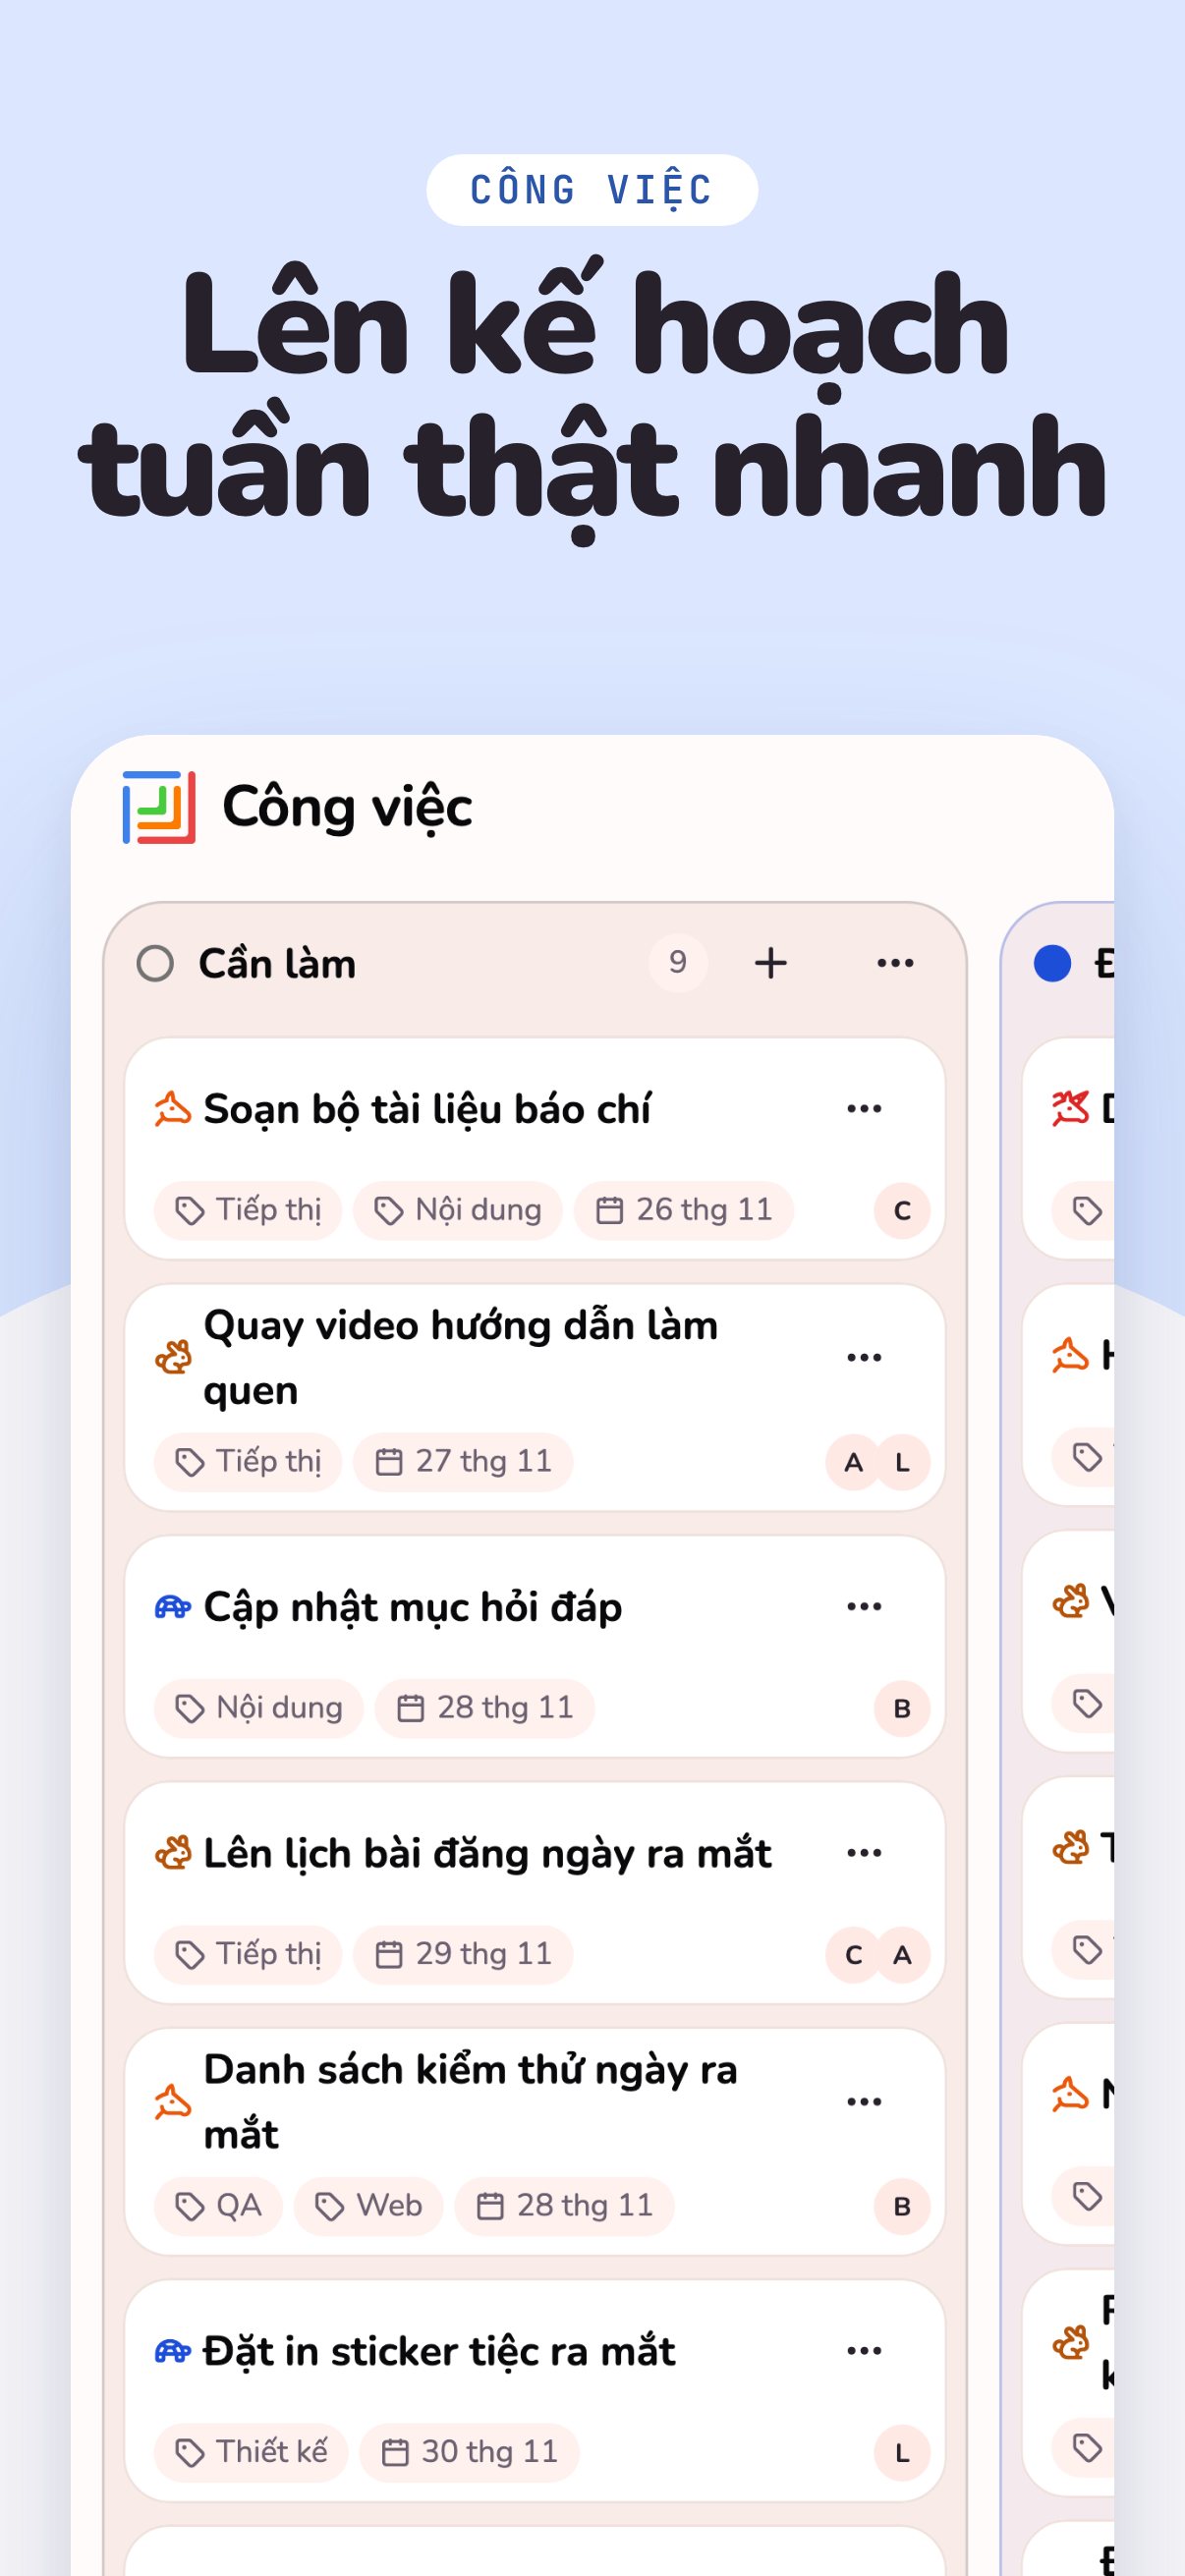 CÔNG VIỆC
Lên kế hoạch
tuần thật nhanh
Công việc
Cần làm 9
Soạn bộ tài liệu báo chí
Tiếp thị Nội dung 26 thg 11 C
Quay video hướng dẫn làm
quen
Tiếp thị 27 thg 11 A L
Cập nhật mục hỏi đáp
Nội dung 28 thg 11 B
Lên lịch bài đăng ngày ra mắt
Tiếp thị 29 thg 11 C A
Danh sách kiểm thử ngày ra
mắt
QA Web 28 thg 11 B
Đặt in sticker tiệc ra mắt
Thiết kế 30 thg 11 L